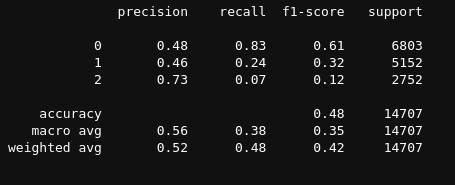 precision recall f1-score support
0 0.48 0.83 0.61 6803
1 0.46 0.24 0.32 5152
2 0.73 0.07 0.12 2752
accuracy 0.48 14707
macro avg 0.56 0.38 0.35 14707
weighted avg 0.52 0.48 0.42 14707